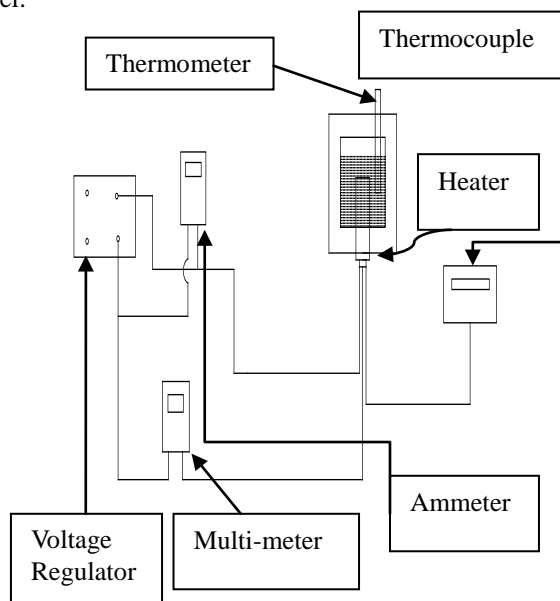 er.
Thermocouple
Thermometer
Heater
Ammeter
Voltage
Regulator
Multi-meter